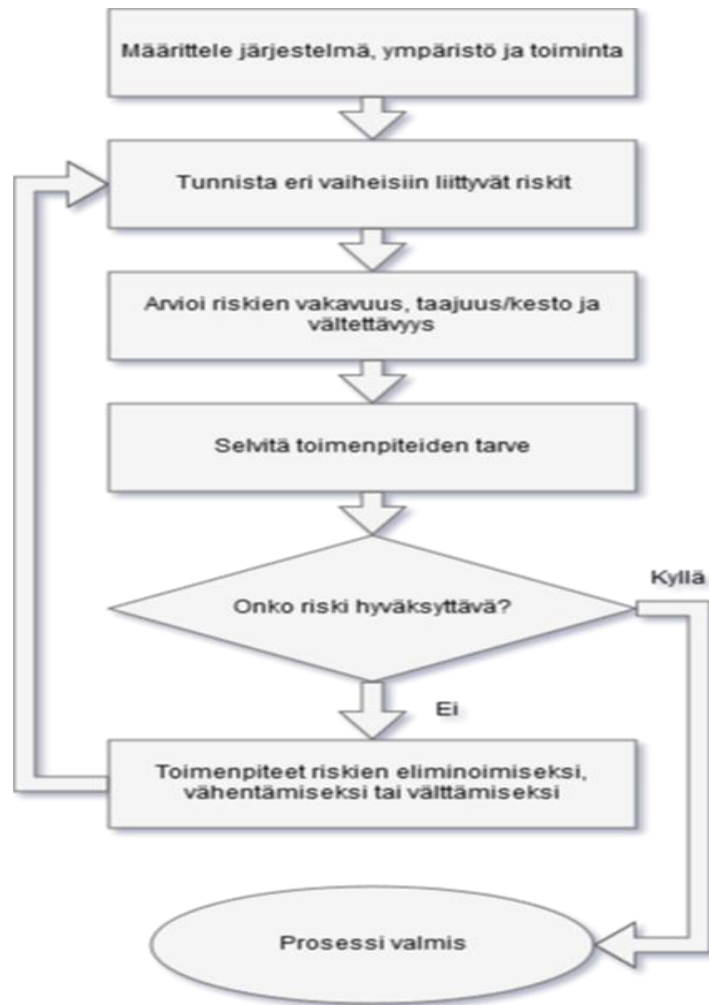 Määrittele järjestelmä, ympäristö ja toiminta
Tunnista eri vaiheisiin liittyvät riskit
Arvioi riskien vakavuus, taajuus/kesto ja
vältettävyys
Selvitä toimenpiteiden tarve
Onko riski hyväksyttävä?
Kyllä
Ei
Toimenpiteet riskien eliminoimiseksi,
vähentämiseksi tai välttämiseksi
Prosessi valmis